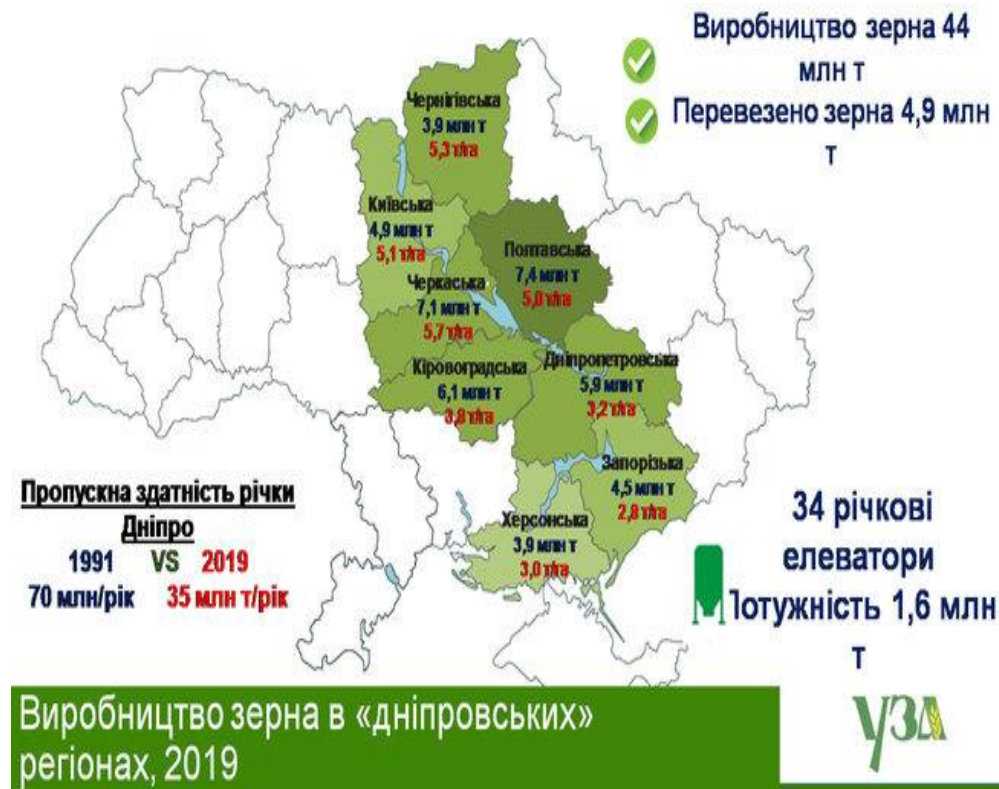 Виробництво зерна 44
млн т
Перевезено зерна 4,9 млн
т
Чернігівська
3,9 млн т
5,3 т/га
Київська
4,9 млн т
5,1 т/га
Полтавська
7,4 млн т
5,0 т/га
Черкаська
7,1 млн т
5,7 т/га
Кіровоградська
6,1 млн т
3,8 т/га
Дніпропетровська
5,9 млн т
3,2 т/га
Запорізька
4,5 млн т
2,8 т/га
Херсонська
3,9 млн т
3,0 т/га
Пропускна здатність річки
Дніпро
1991 VS 2019
70 млн/рік 35 млн т/рік
34 річкові
елеватори
Потужність 1,6 млн
т
Виробництво зерна в «дніпровських»
регіонах, 2019
УЗА